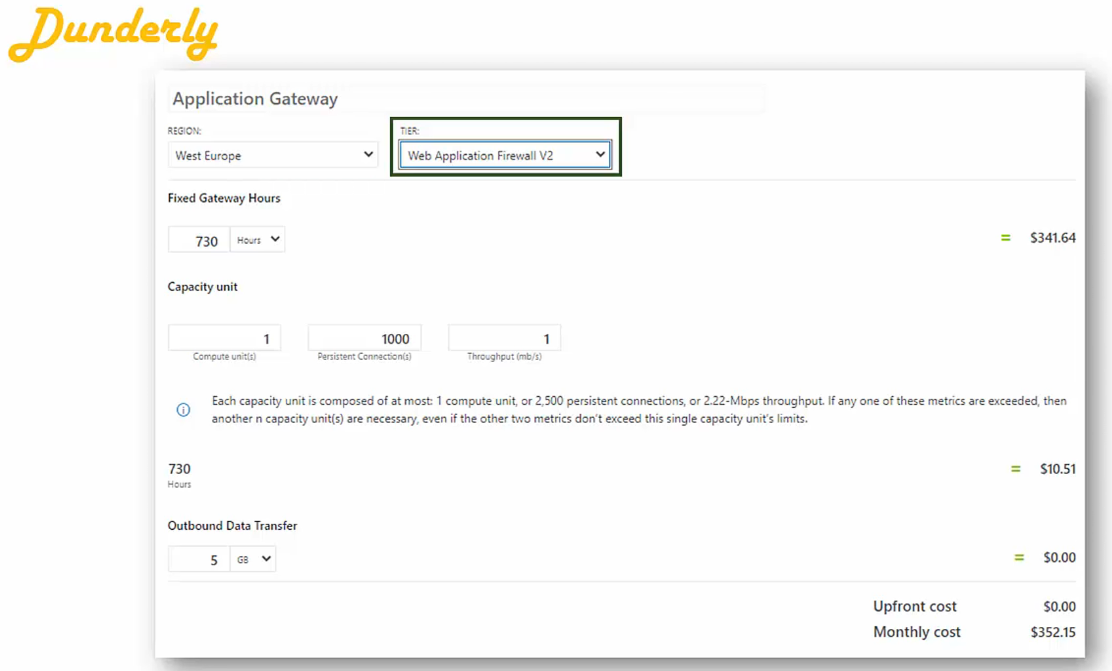 Dunderly
Application Gateway
REGION: TIER:
West Europe Web Application Firewall V2
Fixed Gateway Hours
730 Hours = $341.64
Capacity unit
1 1000 1
Compute unit(s) Persistent Connection(s) Throughput (mb/s)
Each capacity unit is composed of at most: 1 compute unit, or 2,500 persistent connections, or 2.22-Mbps throughput. If any one of these metrics are exceeded, then
another n capacity unit(s) are necessary, even if the other two metrics don't exceed this single capacity unit's limits.
730 = $10.51
Hours
Outbound Data Transfer
5 GB = $0.00
Upfront cost $0.00
Monthly cost $352.15